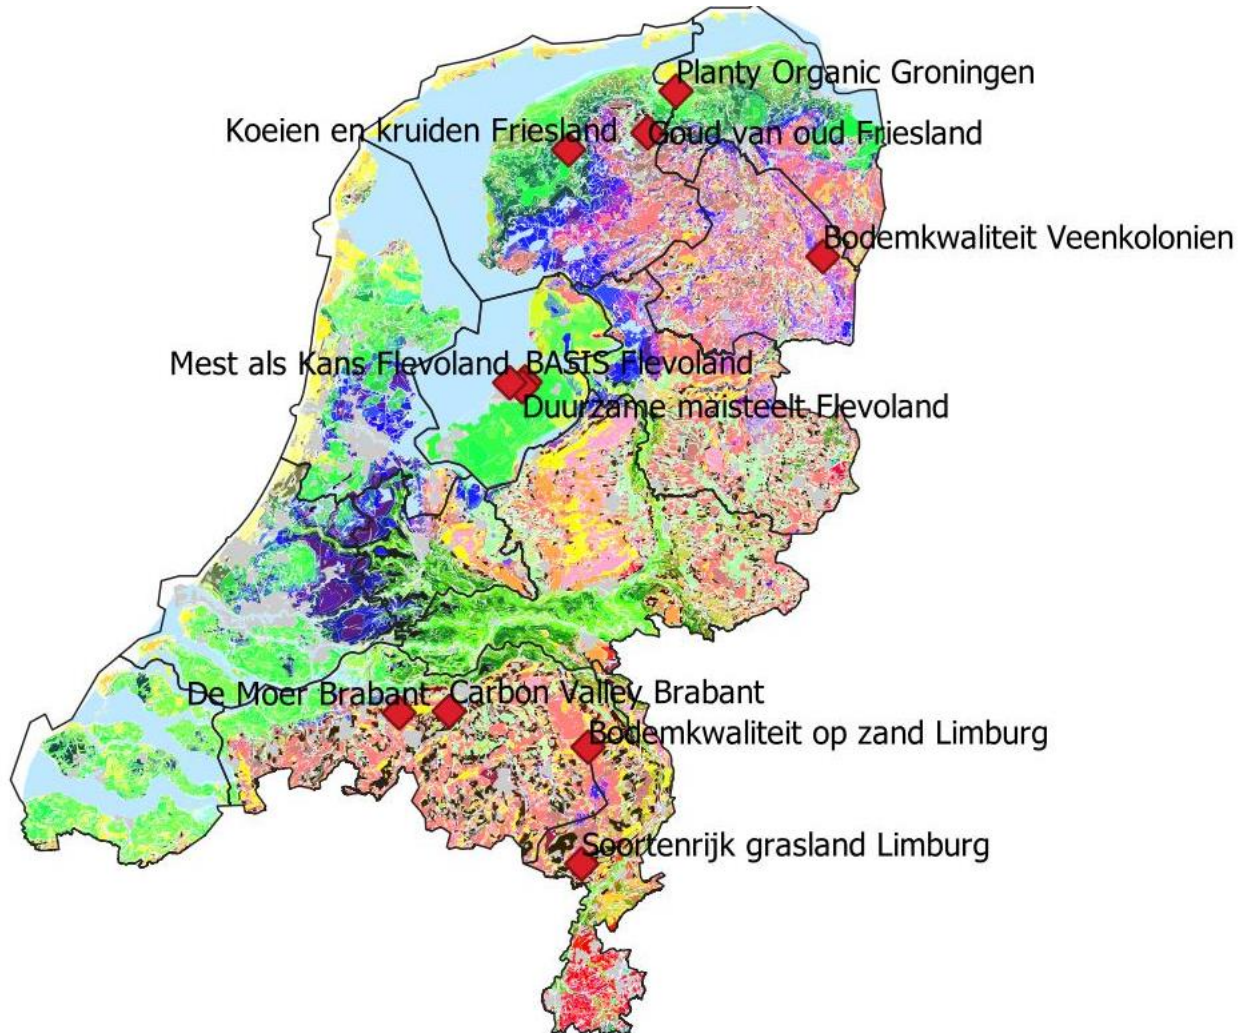 Planty Organic Groningen
Koeien en kruiden Friesland
Goud van oud Friesland
Bodemkwaliteit Veenkolonien
Mest als Kans Flevoland
BASIS Flevoland
Duurzame maisteelt Flevoland
De Moer Brabant
Carbon Valley Brabant
Bodemkwaliteit op zand Limburg
Soortenrijk grasland Limburg